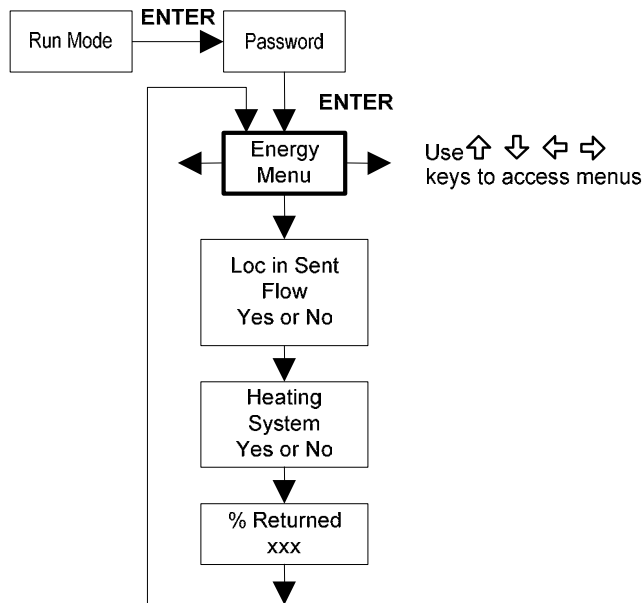 ENTER
Run Mode
Password
ENTER
Energy
Menu
Use
keys to access menus
Loc in Sent
Flow
Yes or No
Heating
System
Yes or No
% Returned
xxx